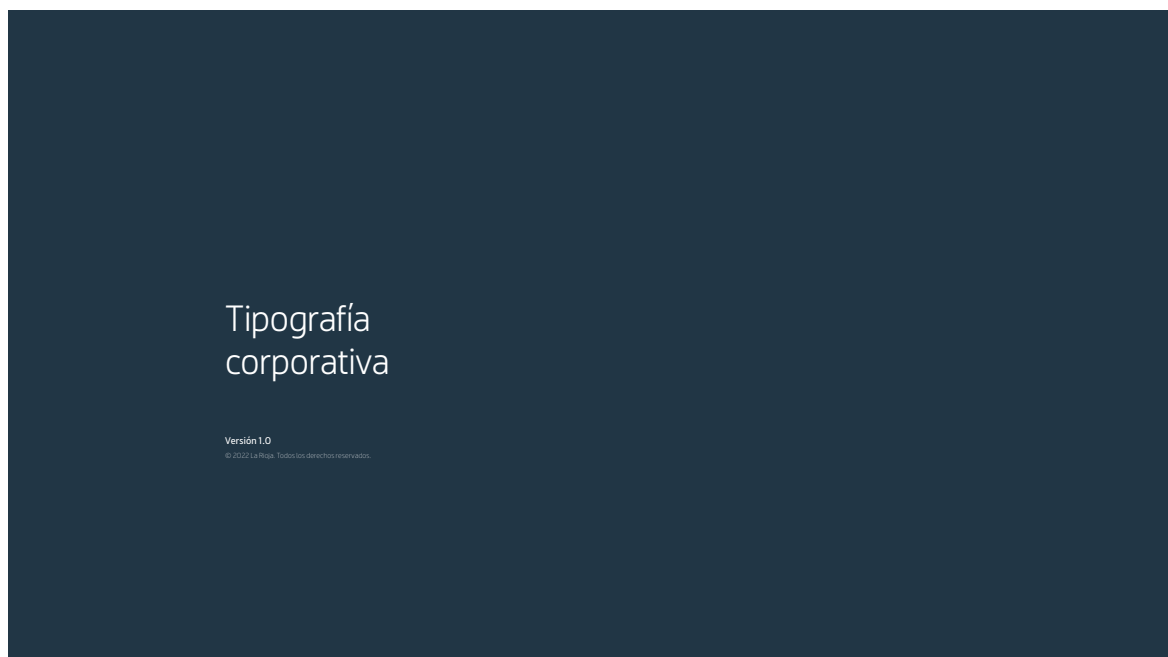 Tipografía
corporativa
Versión 1.0
© 2022 La Rioja. Todos los derechos reservados.